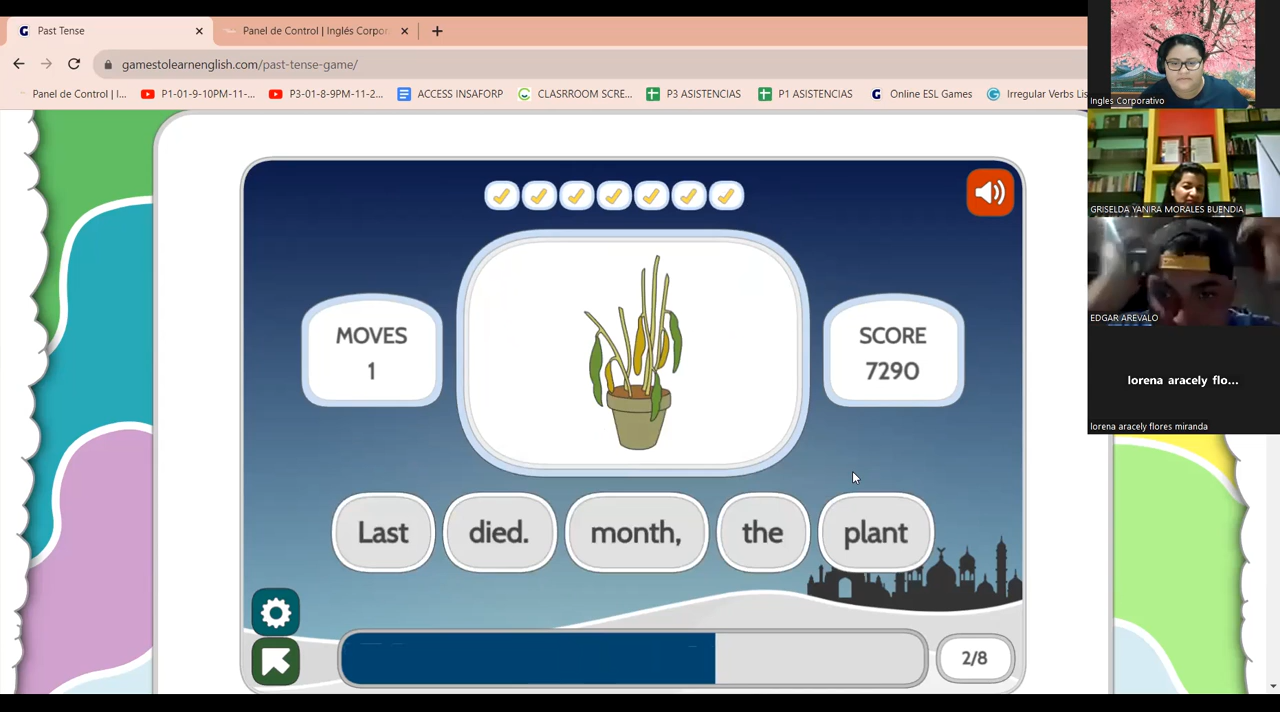 Past Tense
Panel de Control | Inglés Corpor
gamestolearnenglish.com/past-tense-game/
Panel de Control | I...
P1-01-9-10PM-11-...
P3-01-8-9PM-11-2...
ACCESS INSAFORP
CLASSROOM SCRE...
P3 ASISTENCIAS
P1 ASISTENCIAS
Online ESL Games
Irregular Verbs Lis
Ingles Corporativo
GRISELDA YANIRA MORALES BUENDIA
EDGAR AREVALO
lorena aracely flo...
lorena aracely flores miranda
MOVES
1
SCORE
7290
Last died. month, the plant
2/8